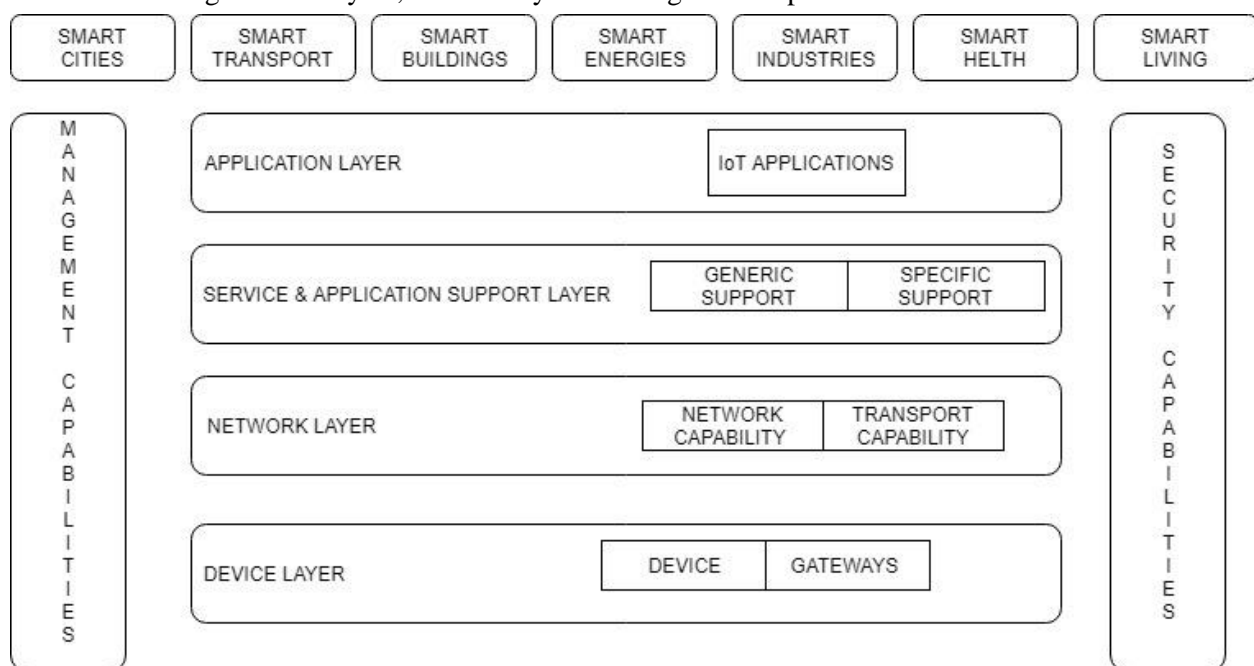 SMART
CITIES
SMART
TRANSPORT
SMART
BUILDINGS
SMART
ENERGIES
SMART
INDUSTRIES
SMART
HELTH
SMART
LIVING
MANAGEMENT CAPABILITIES
APPLICATION LAYER
IoT APPLICATIONS
SERVICE & APPLICATION SUPPORT LAYER
GENERIC
SUPPORT
SPECIFIC
SUPPORT
NETWORK LAYER
NETWORK
CAPABILITY
TRANSPORT
CAPABILITY
DEVICE LAYER
DEVICE
GATEWAYS
SECURITY CAPABILITIES